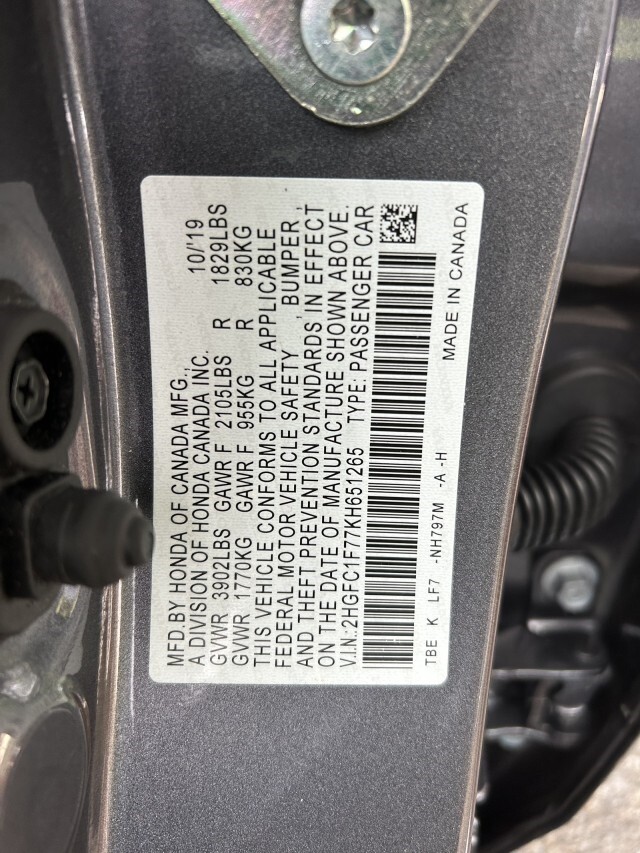 MFD.BY HONDA OF CANADA MFG., 10/'19
A DIVISION OF HONDA CANADA INC.
GVWR 3902LBS GAWR F 2105LBS R 1829LBS
GVWR 1770KG GAWR F 955KG R 830KG
THIS VEHICLE CONFORMS TO ALL APPLICABLE
FEDERAL MOTOR VEHICLE SAFETY , BUMPER ,
AND THEFT PREVENTION STANDARDS IN EFFECT
ON THE DATE OF MANUFACTURE SHOWN ABOVE.
V.I.N.:2HGFC1F77KH651265 TYPE: PASSENGER CAR
TBE K LF7 -NH797M -A -H MADE IN CANADA